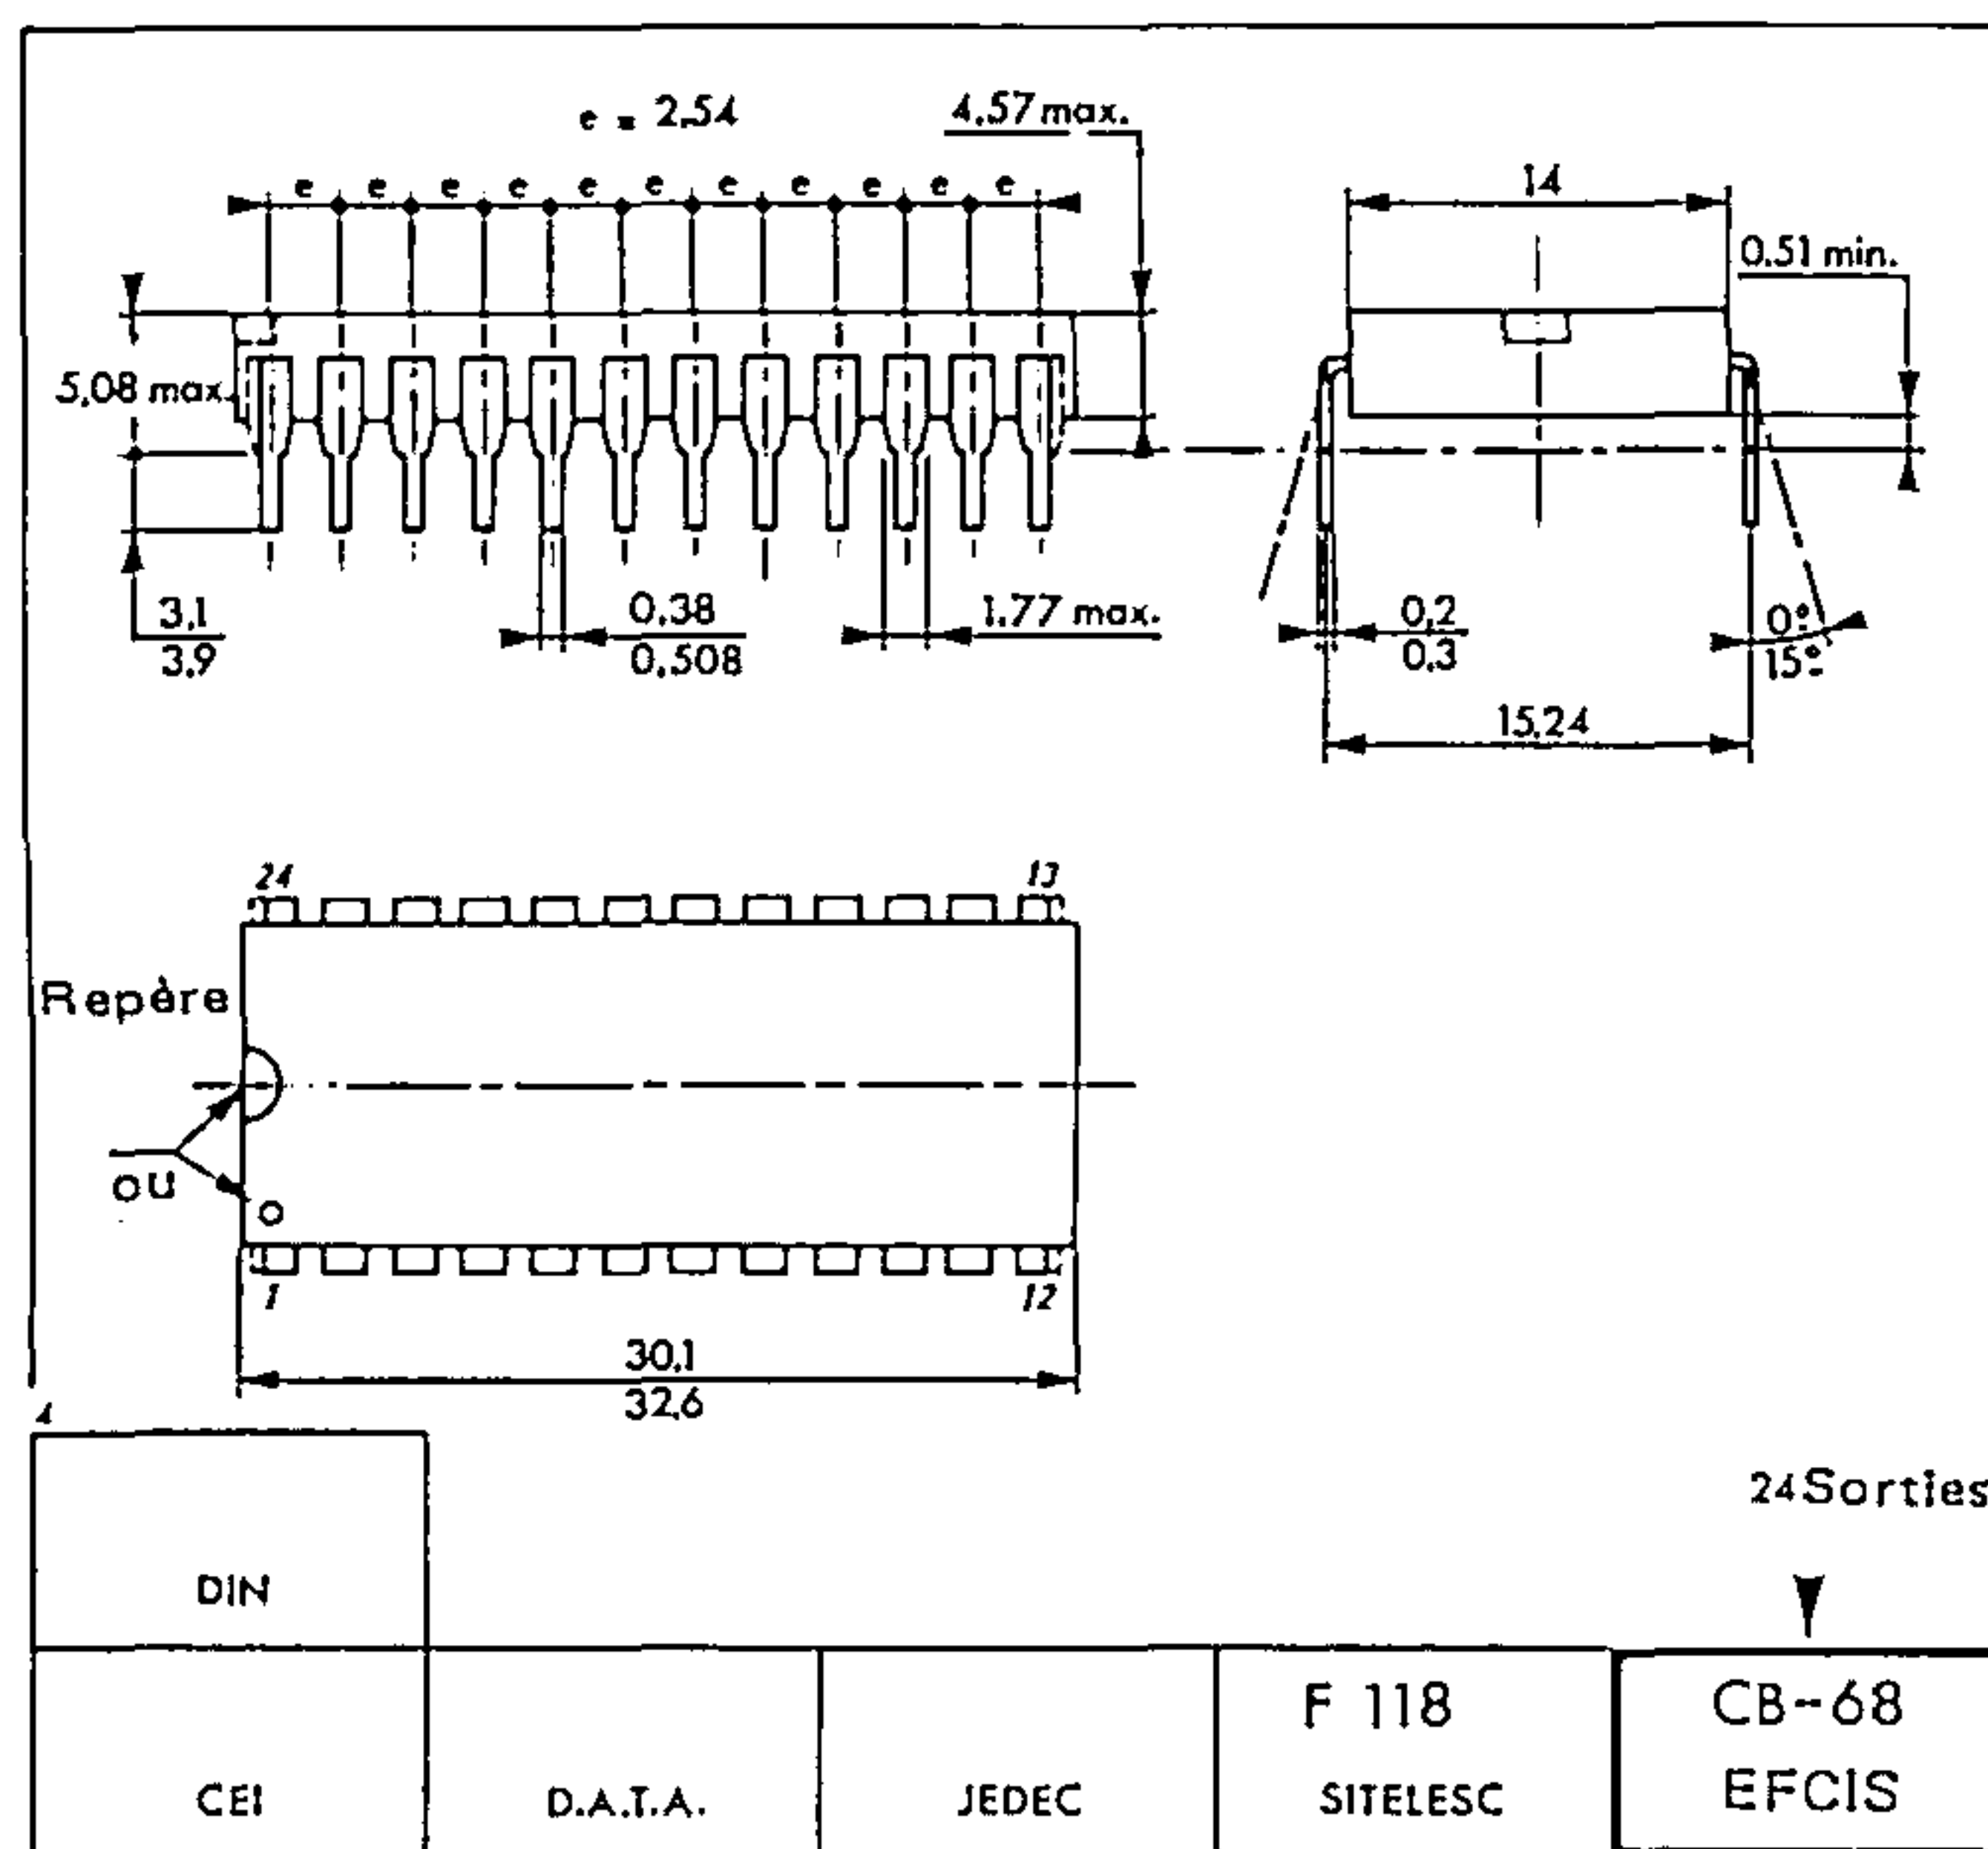 e = 2,54
4,57 max.
e e e e e e e e e e e
14
0,51 min.
5,08 max.
3,1
3,9
0,38
0,508
1,77 max.
0,2
0,3
0°
15°
15,24
24
13
Repère
ou
1
12
30,1
32,6
4
24 Sorties
DIN
F 118
CB-68
CEI
D.A.T.A.
JEDEC
SITELESC
EFCIS